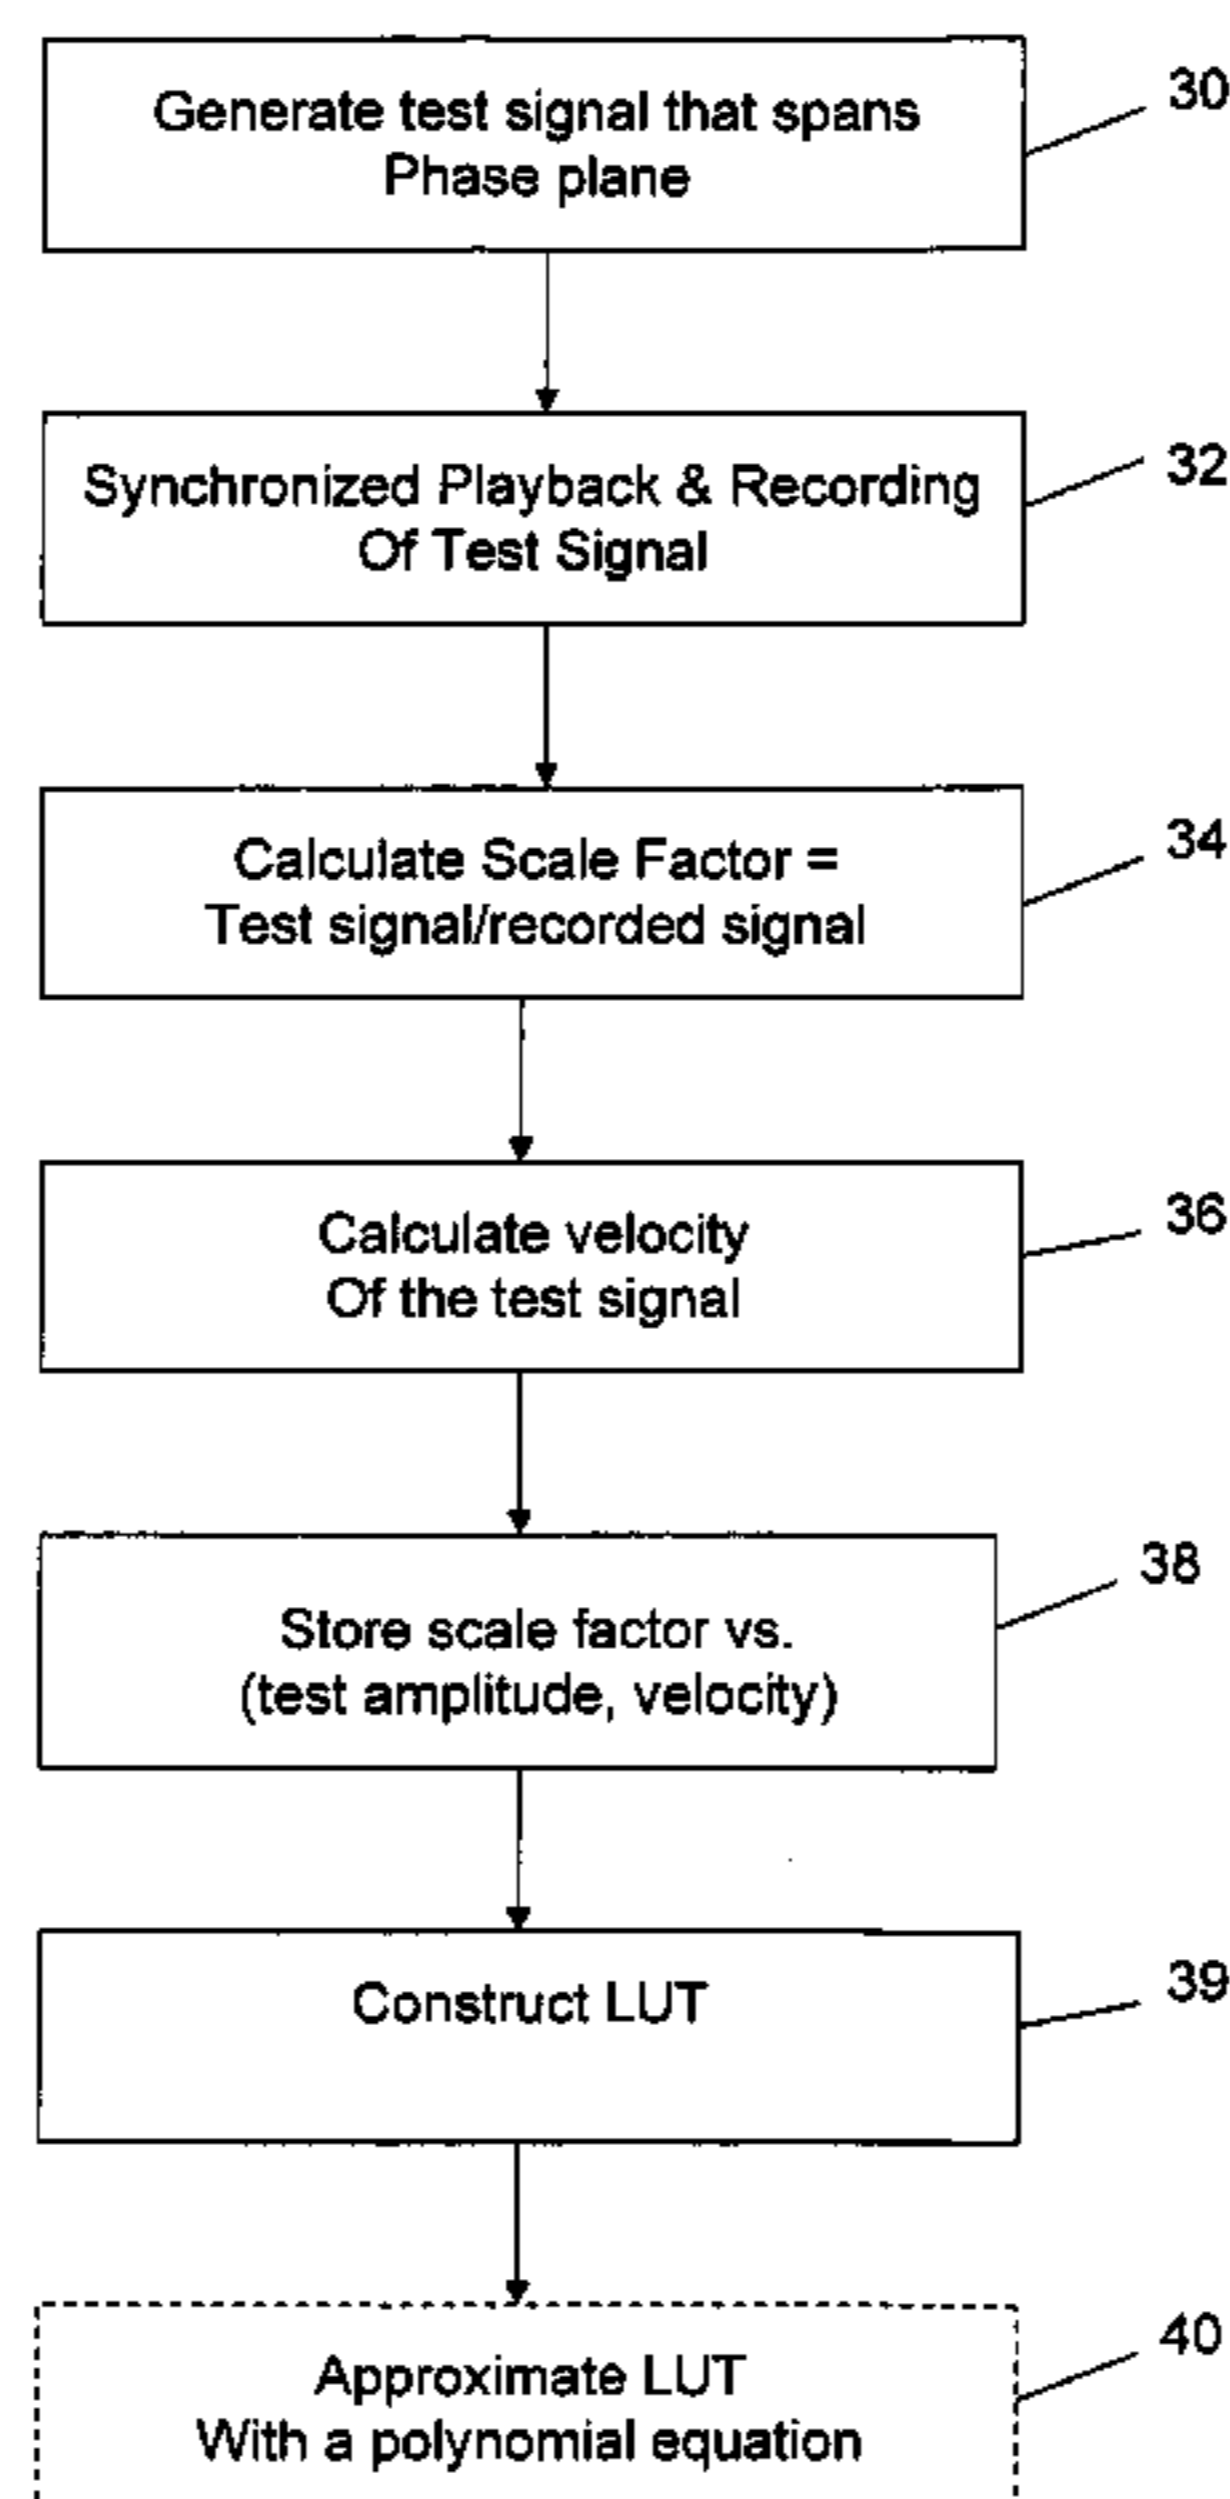 Generate test signal that spans
Phase plane
30
Synchronized Playback & Recording
Of Test Signal
32
Calculate Scale Factor =
Test signal/recorded signal
34
Calculate velocity
Of the test signal
36
Store scale factor vs.
(test amplitude, velocity)
38
Construct LUT
39
Approximate LUT
With a polynomial equation
40